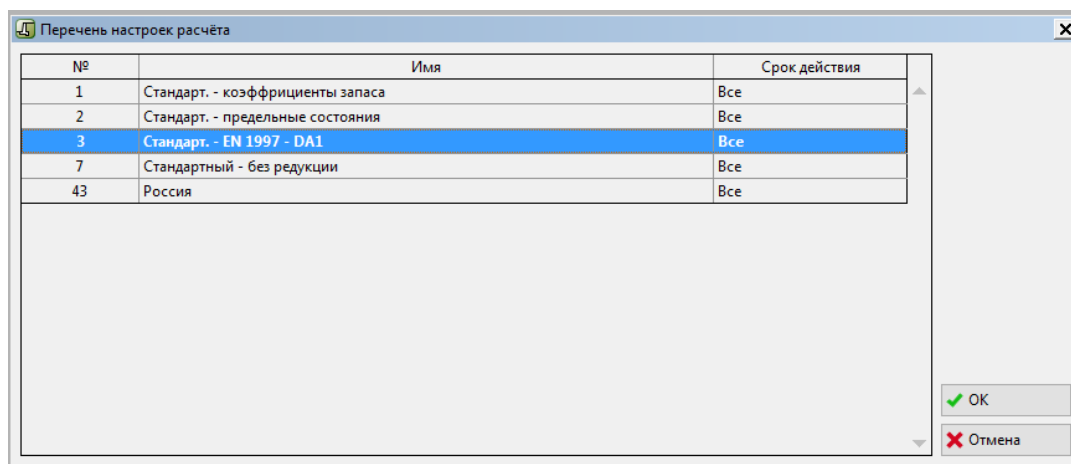 Перечень настроек расчёта
№ Имя Срок действия
1 Стандарт. - коэффрициенты запаса Все
2 Стандарт. - предельные состояния Все
3 Стандарт. - EN 1997 - DA1 Все
7 Стандартный - без редукции Все
43 Россия Все
OK
Отмена